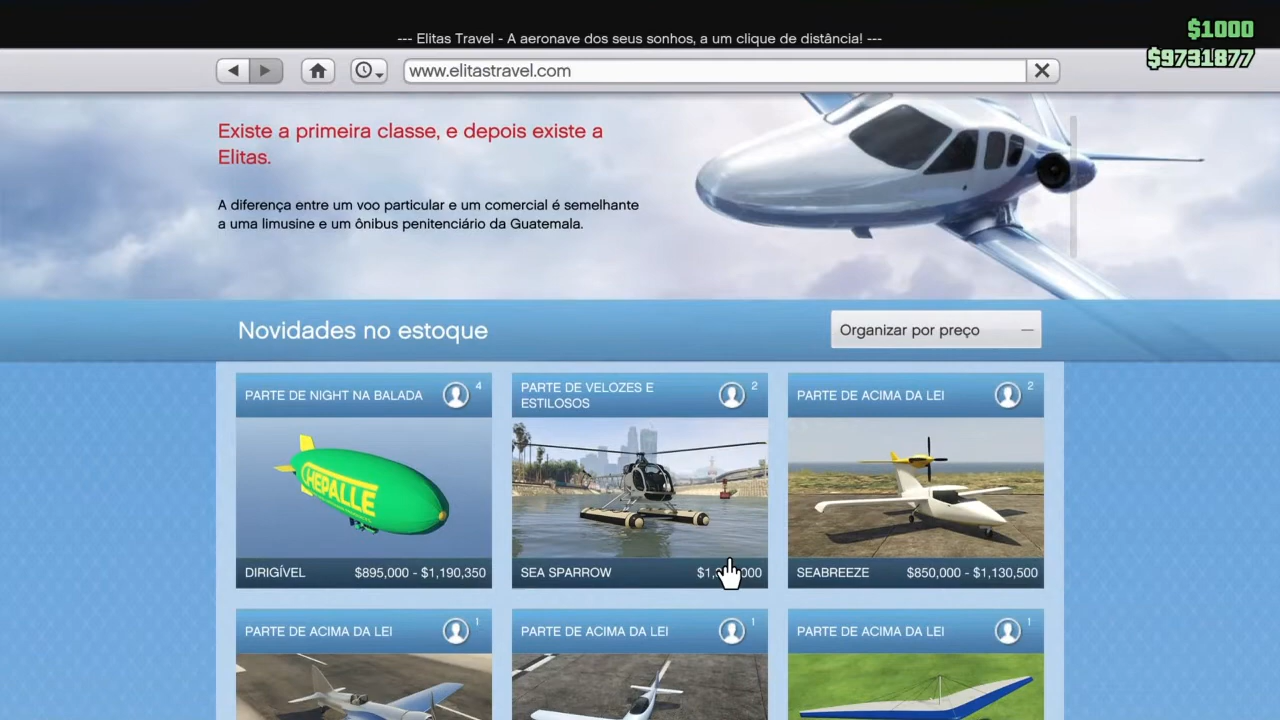 --- Elitas Travel - A aeronave dos seus sonhos, a um clique de distância! ---
$1000
$9731877
www.elitastravel.com
Existe a primeira classe, e depois existe a
Elitas.
A diferença entre um voo particular e um comercial é semelhante
a uma limusine e um ônibus penitenciário da Guatemala.
Novidades no estoque
Organizar por preço
PARTE DE NIGHT NA BALADA 4
CHEPALLE
DIRIGÍVEL $895,000 - $1,190,350
PARTE DE VELOZES E
ESTILOSOS 2
SEA SPARROW
PARTE DE ACIMA DA LEI 2
SEABREEZE $850,000 - $1,130,500
PARTE DE ACIMA DA LEI 1
PARTE DE ACIMA DA LEI 1
PARTE DE ACIMA DA LEI 1